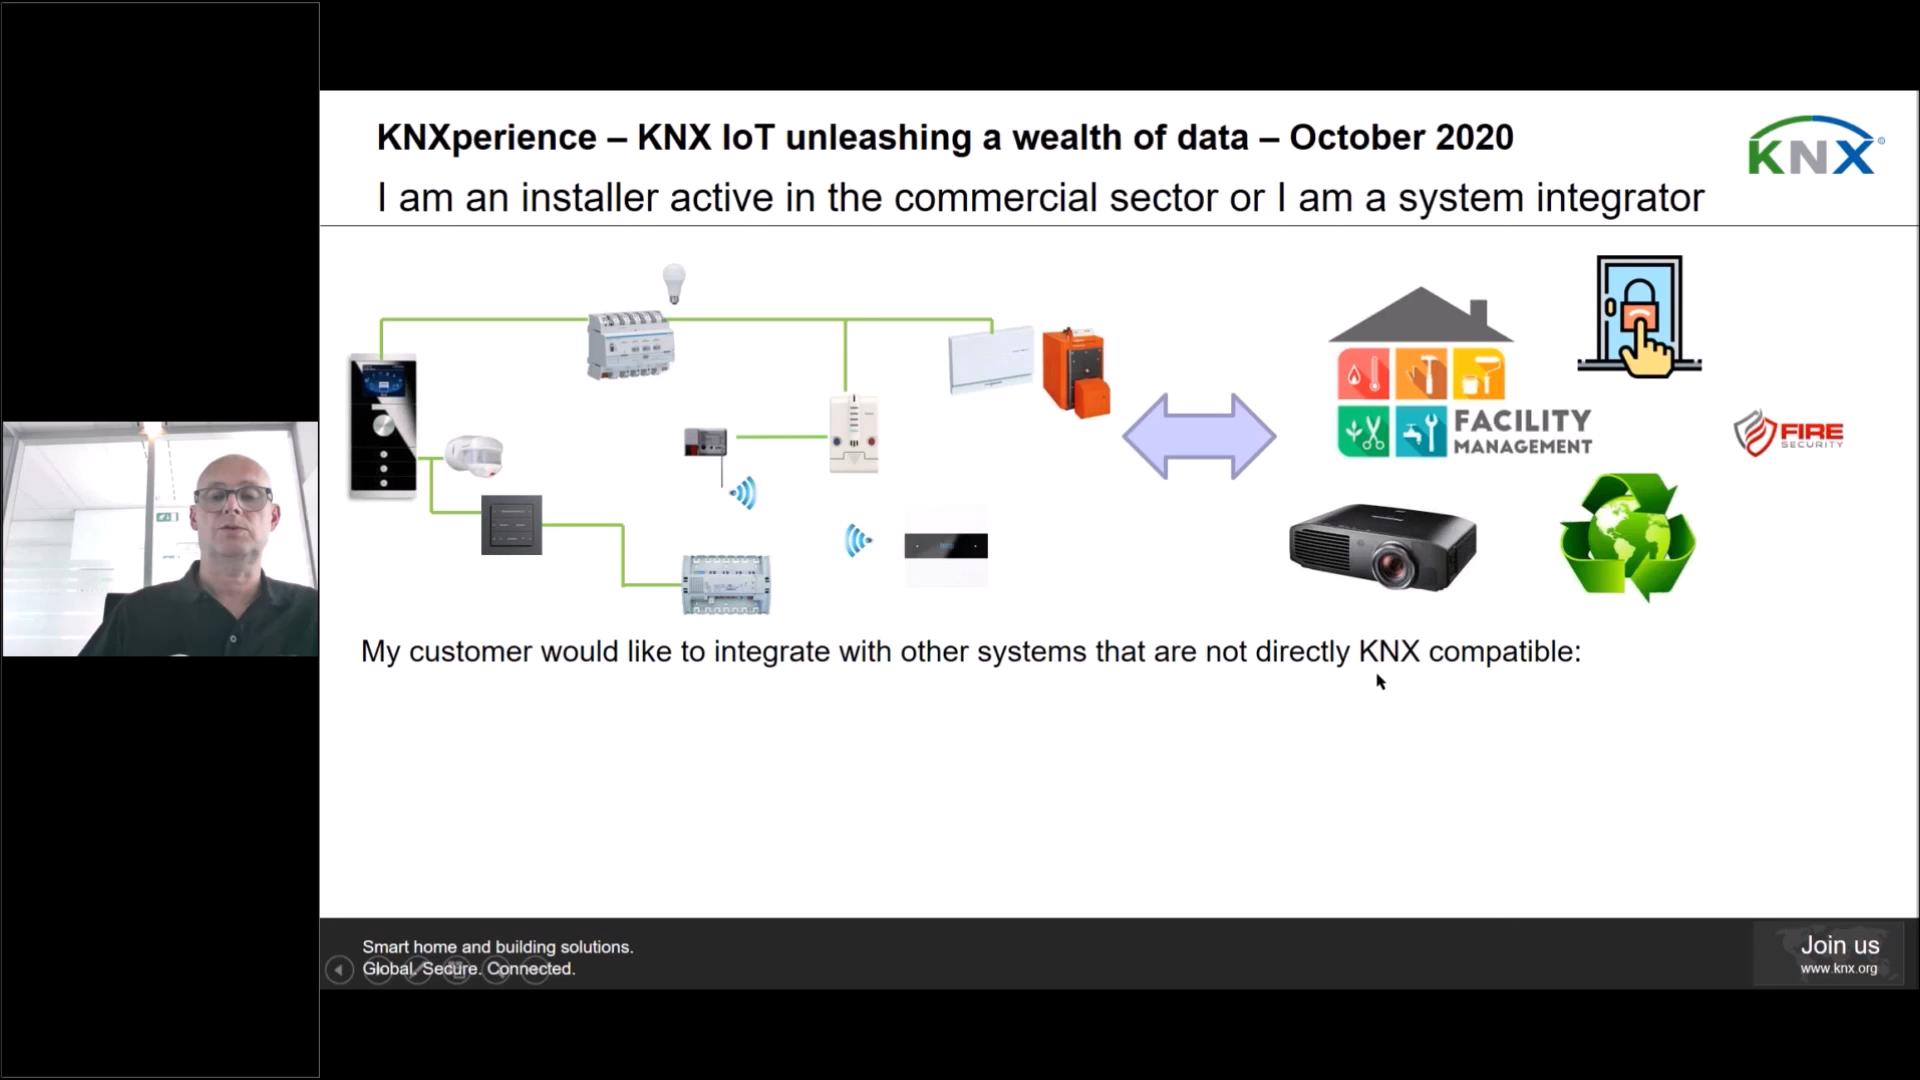 KNXperience – KNX IoT unleashing a wealth of data – October 2020
KNX
I am an installer active in the commercial sector or I am a system integrator
FACILITY
MANAGEMENT
FIRE
SECURITY
My customer would like to integrate with other systems that are not directly KNX compatible:
Smart home and building solutions.
Global. Secure. Connected.
Join us
www.knx.org